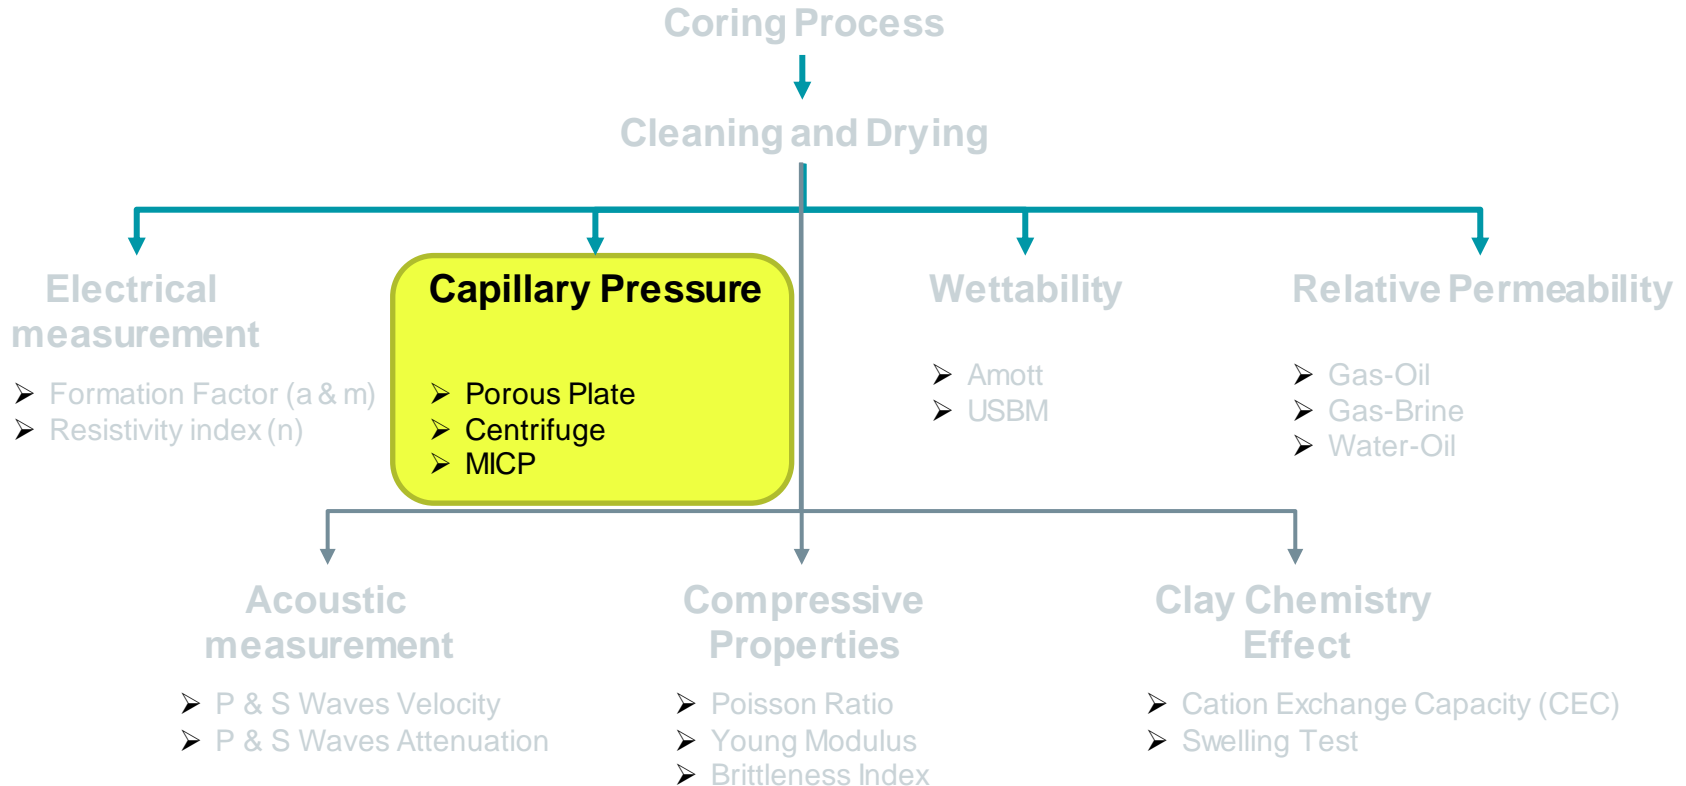 Coring Process
Cleaning and Drying
Electrical
measurement
➢ Formation Factor (a & m)
➢ Resistivity index (n)
Capillary Pressure
➢ Porous Plate
➢ Centrifuge
➢ MICP
Wettability
➢ Amott
➢ USBM
Relative Permeability
➢ Gas-Oil
➢ Gas-Brine
➢ Water-Oil
Acoustic
measurement
➢ P & S Waves Velocity
➢ P & S Waves Attenuation
Compressive
Properties
➢ Poisson Ratio
➢ Young Modulus
➢ Brittleness Index
Clay Chemistry
Effect
➢ Cation Exchange Capacity (CEC)
➢ Swelling Test